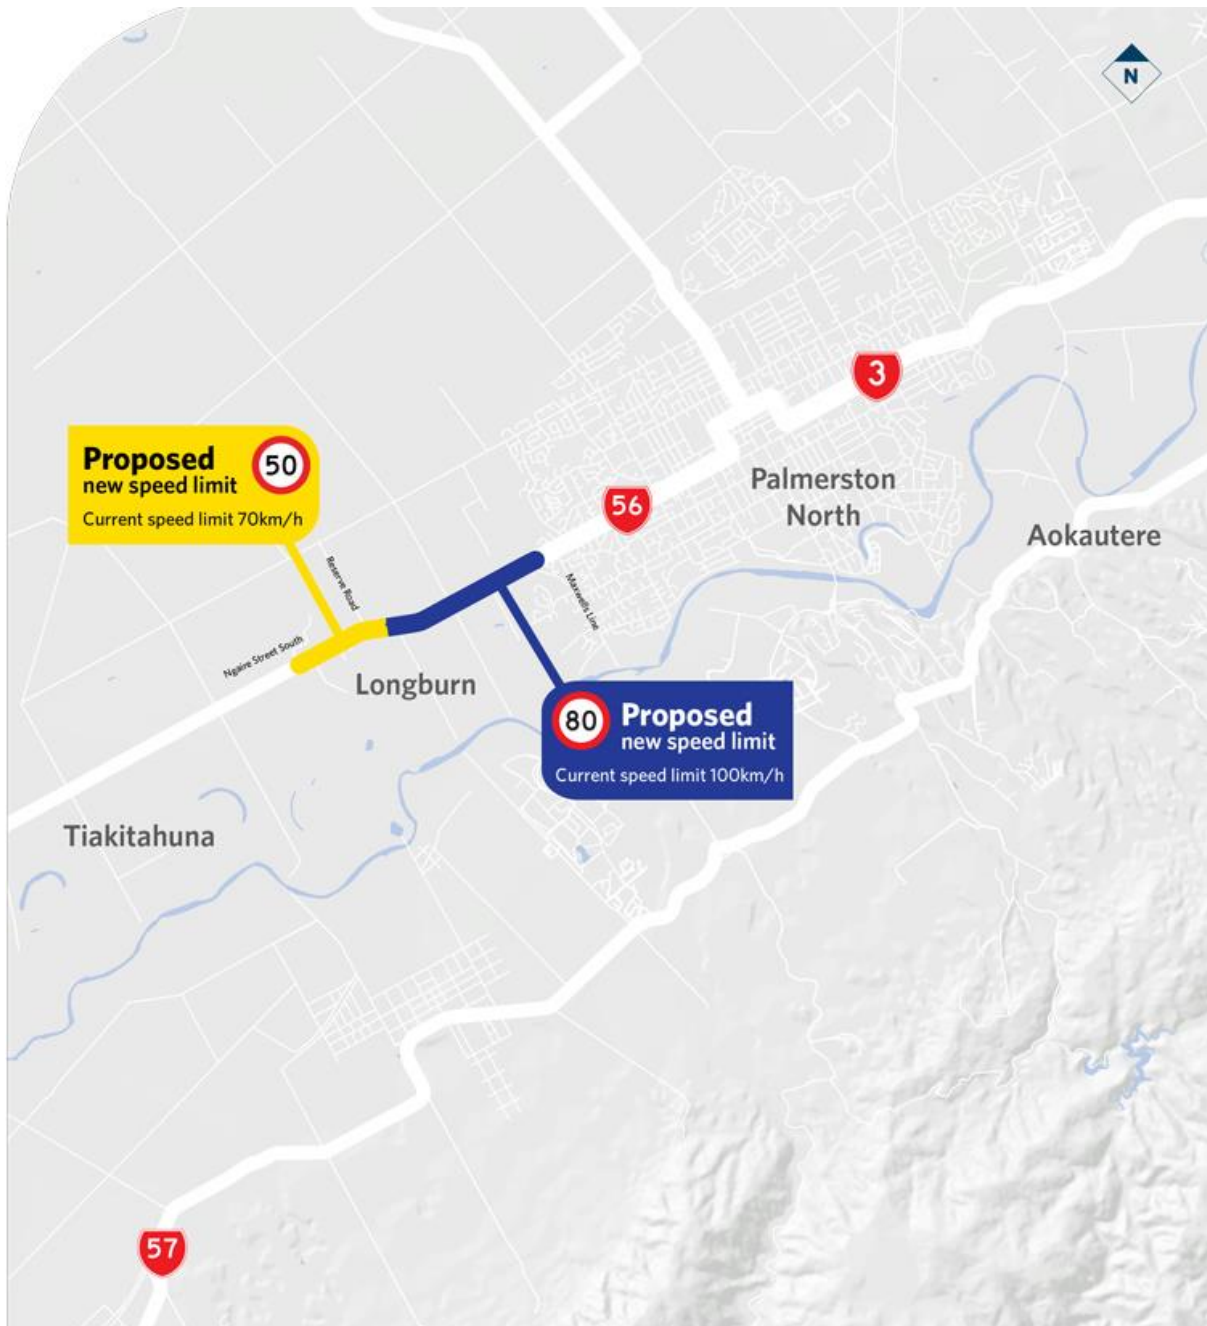 N
3
Proposed
new speed limit
50
Current speed limit 70km/h
56
Palmerston
North
Aokautere
Reserve Road
Maxwells Line
Ngaire Street South
Longburn
80
Proposed
new speed limit
Current speed limit 100km/h
Tiakitahuna
57